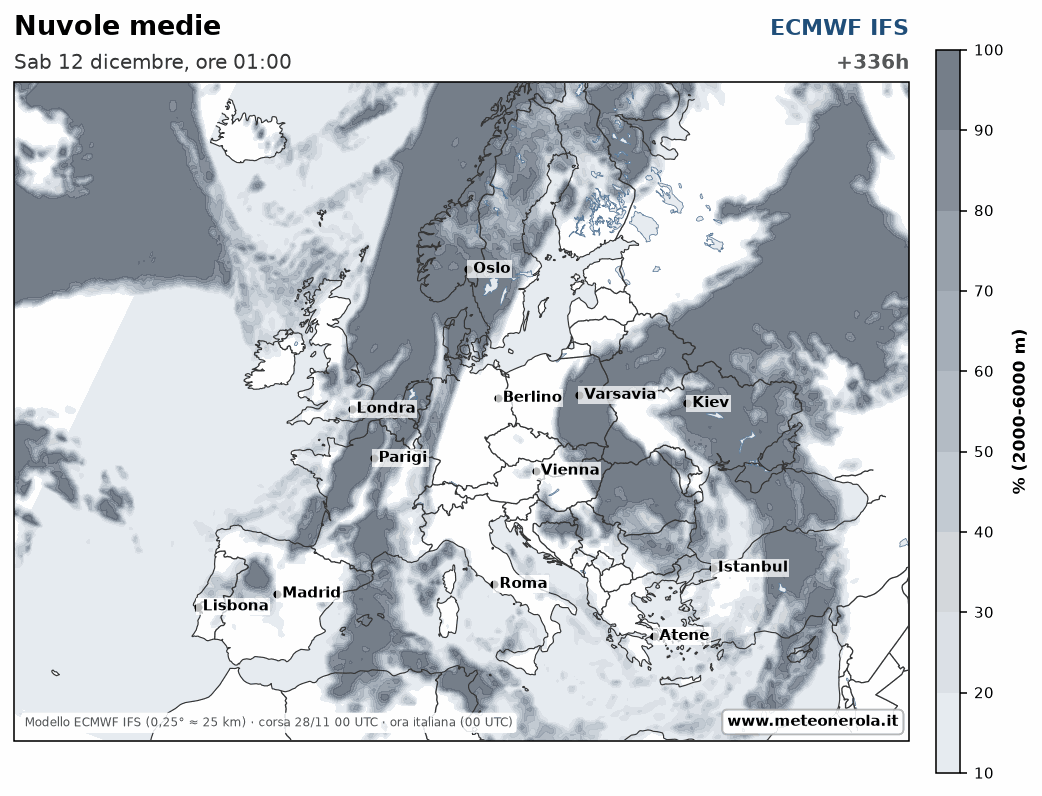 Nuvole medie
ECMWF IFS
Sab 12 dicembre, ore 01:00
+336h
100
90
80
70
60
50
40
30
20
10
% (2000-6000 m)
Oslo
Berlino
Varsavia
Kiev
Londra
Parigi
Vienna
Istanbul
Roma
Madrid
Lisbona
Atene
Modello ECMWF IFS (0,25° ≈ 25 km) · corsa 28/11 00 UTC · ora italiana (00 UTC)
www.meteonerola.it